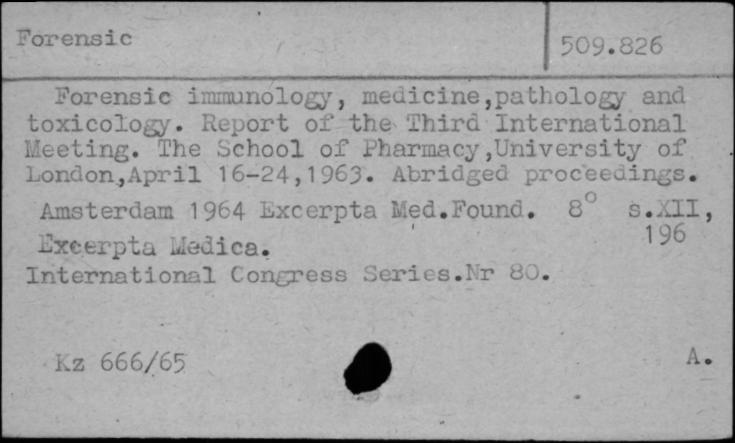 Forensic
509.826
Forensic immunology, medicine,pathology and
toxicology. Report of the Third International
Meeting. The School of Pharmacy,University of
London,April 16-24,1963. Abridged proceedings.
Amsterdam 1964 Excerpta Med.Found. 8° s.XII,
196
Excerpta Medica.
International Congress Series.Nr 80.
Kz 666/65 A.